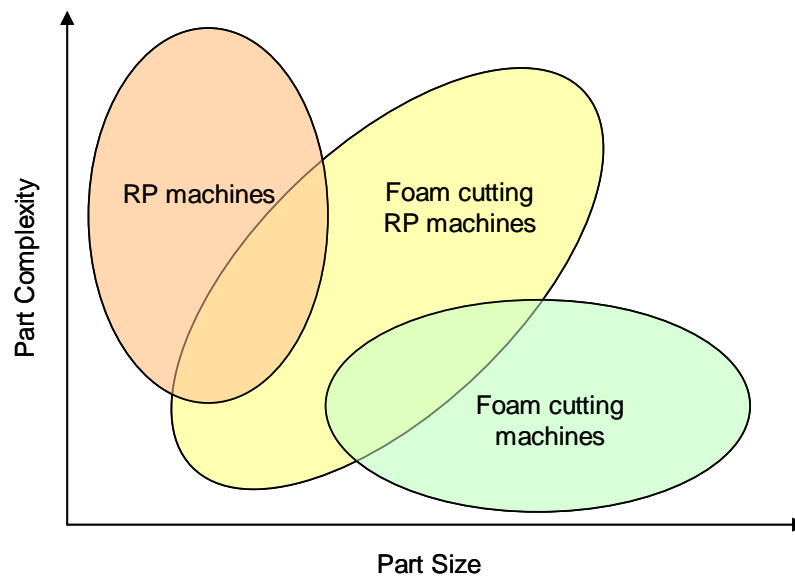 RP machines
Foam cutting
RP machines
Foam cutting
machines
Part Complexity
Part Size